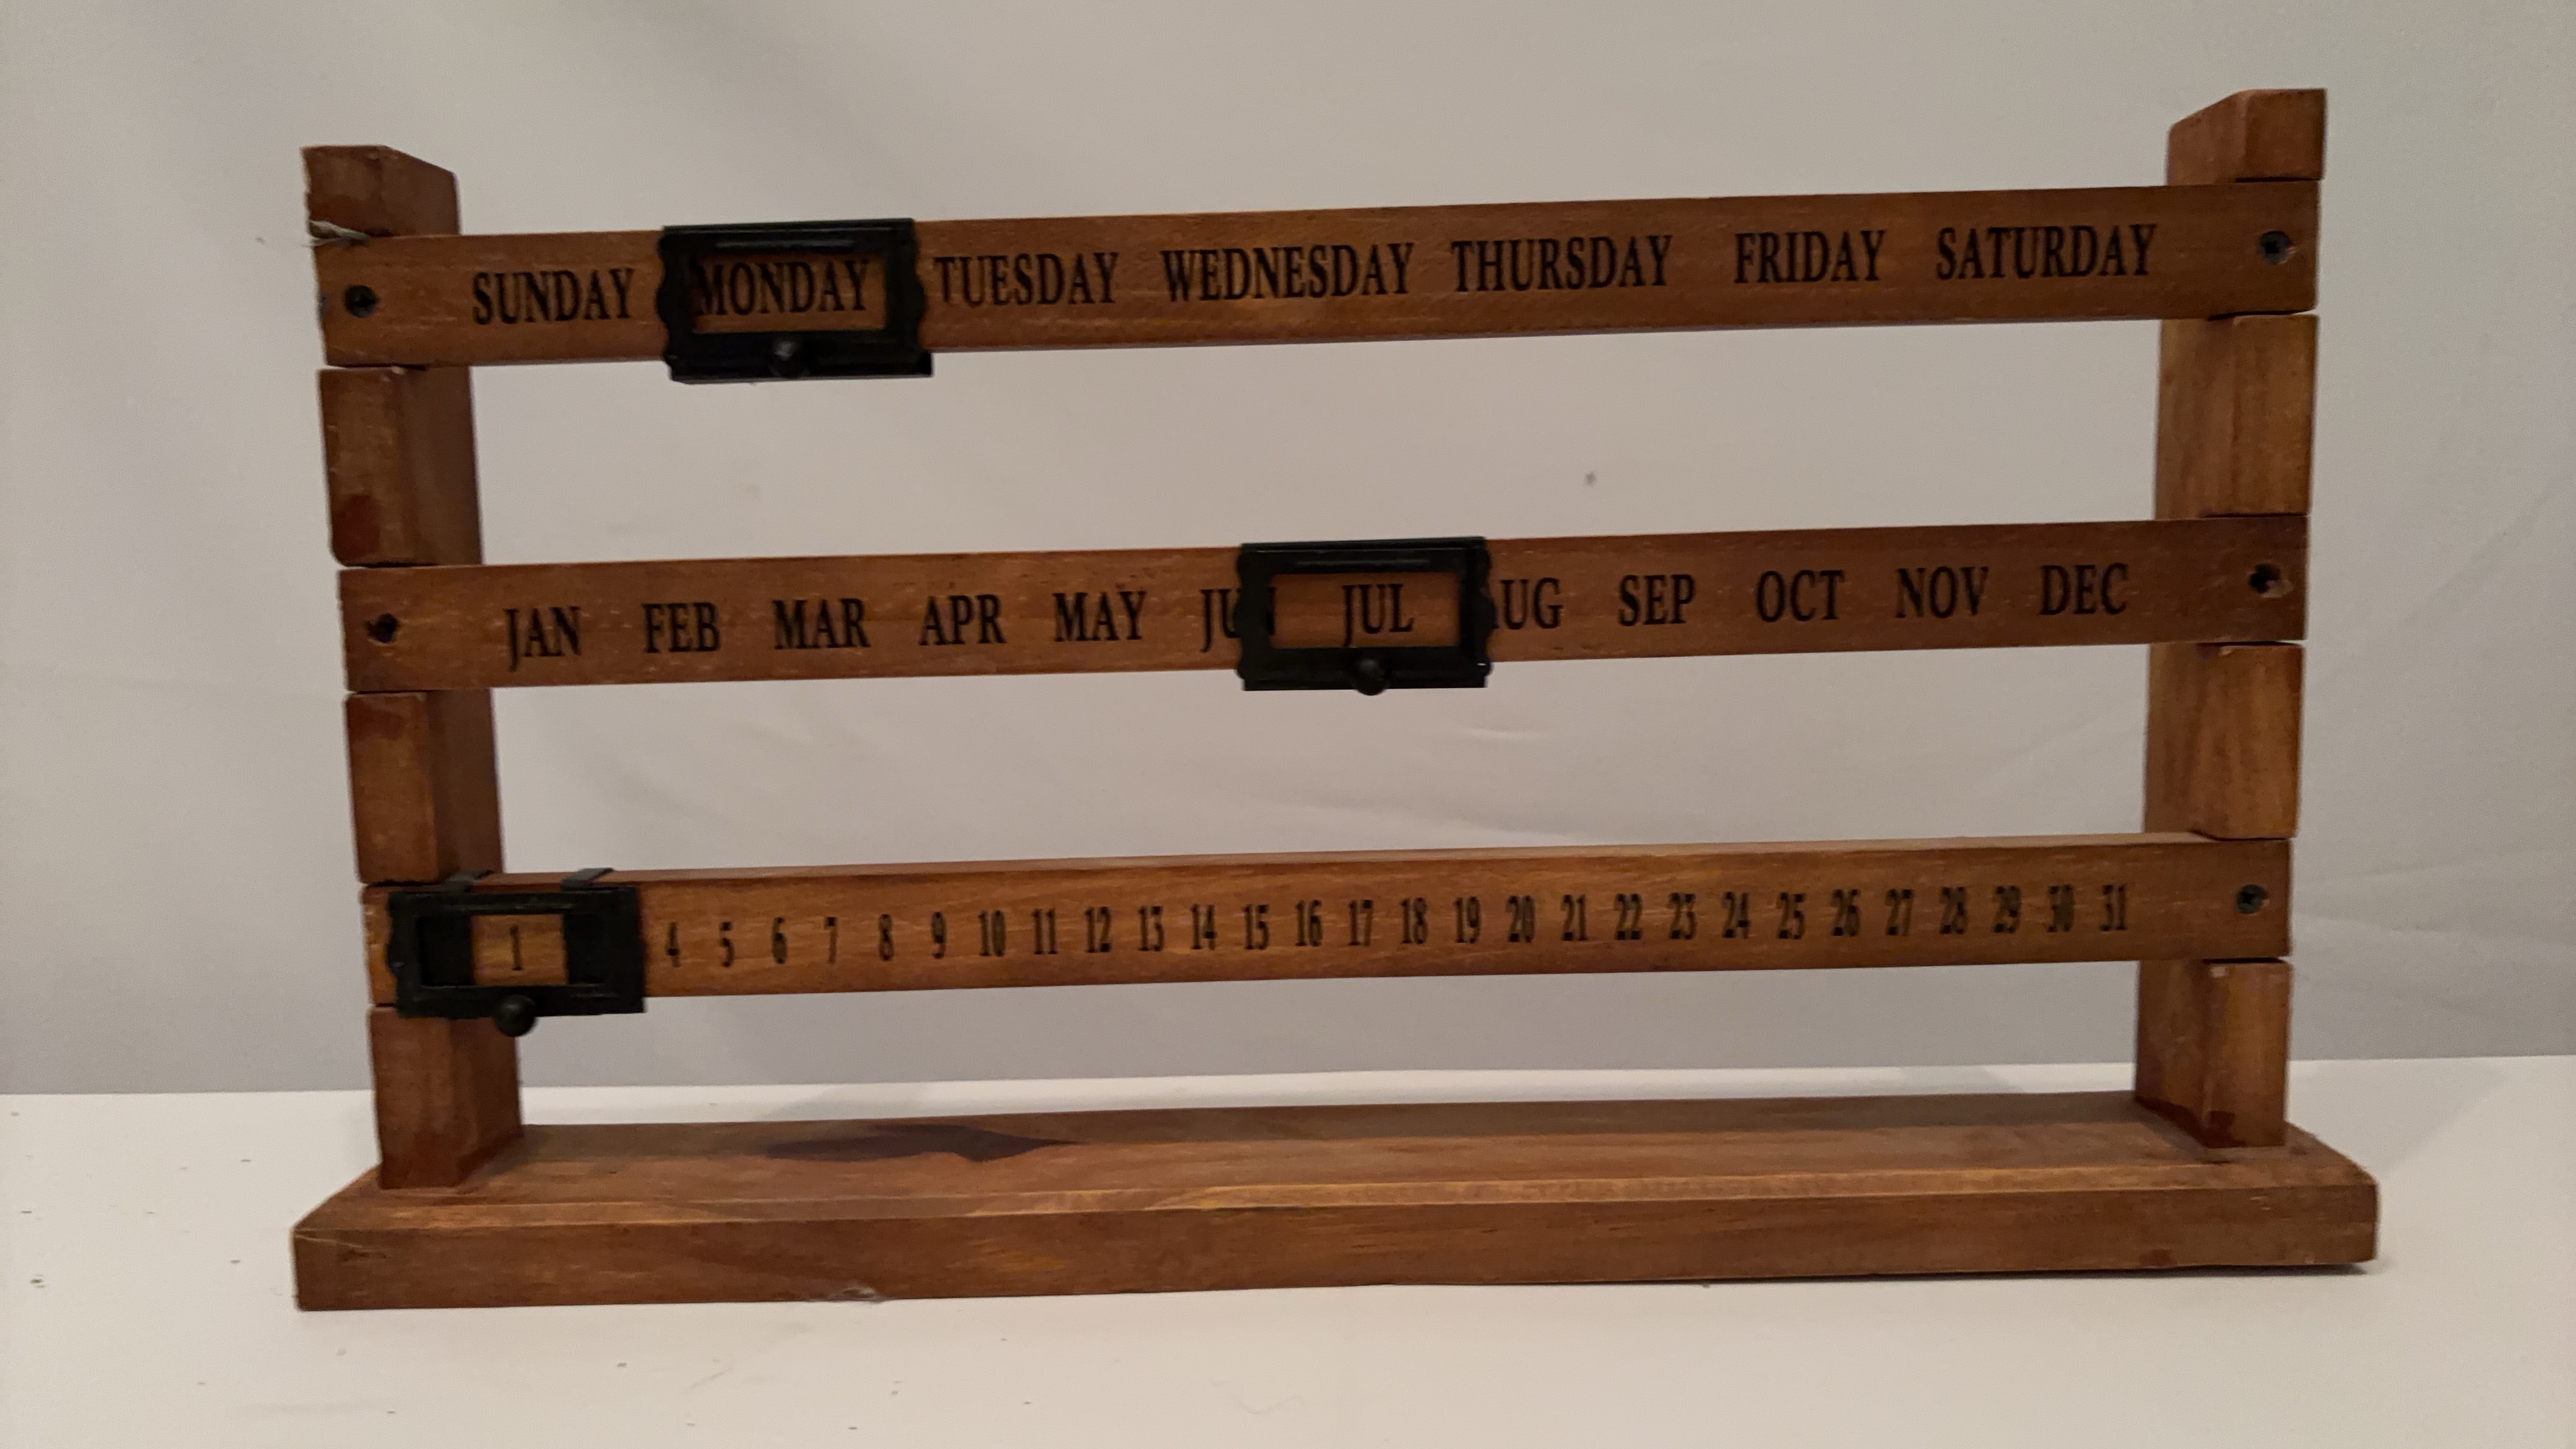 SUNDAY MONDAY TUESDAY WEDNESDAY THURSDAY FRIDAY SATURDAY
JAN FEB MAR APR MAY JUN JUL AUG SEP OCT NOV DEC
1 4 5 6 7 8 9 10 11 12 13 14 15 16 17 18 19 20 21 22 23 24 25 26 27 28 29 30 31